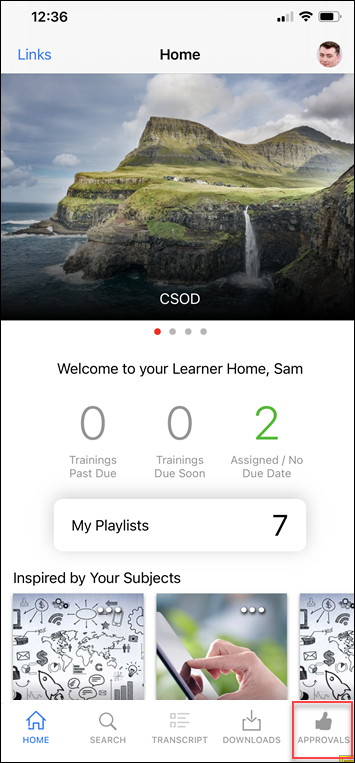 12:36
Links
Home
CSOD
Welcome to your Learner Home, Sam
0
0
2
Trainings
Past Due
Trainings
Due Soon
Assigned / No
Due Date
My Playlists
7
Inspired by Your Subjects
HOME
SEARCH
TRANSCRIPT
DOWNLOADS
APPROVALS